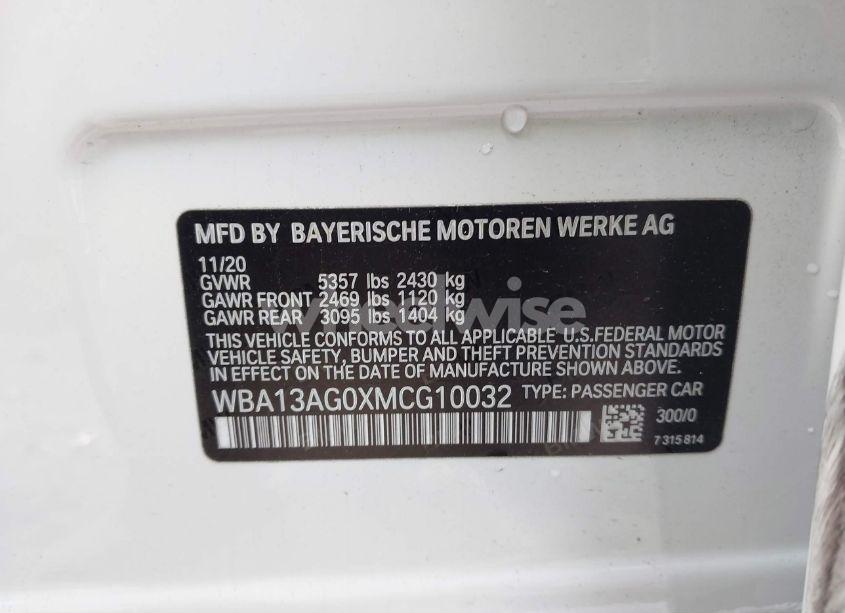 MFD BY BAYERISCHE MOTOREN WERKE AG
11/20
GVWR 5357 lbs 2430 kg
GAWR FRONT 2469 lbs 1120 kg
GAWR REAR 3095 lbs 1404 kg
THIS VEHICLE CONFORMS TO ALL APPLICABLE U.S.FEDERAL MOTOR
VEHICLE SAFETY, BUMPER AND THEFT PREVENTION STANDARDS
IN EFFECT ON THE DATE OF MANUFACTURE SHOWN ABOVE.
WBA13AG0XMCG10032 TYPE: PASSENGER CAR
300/0
7 315 814
wheelwise